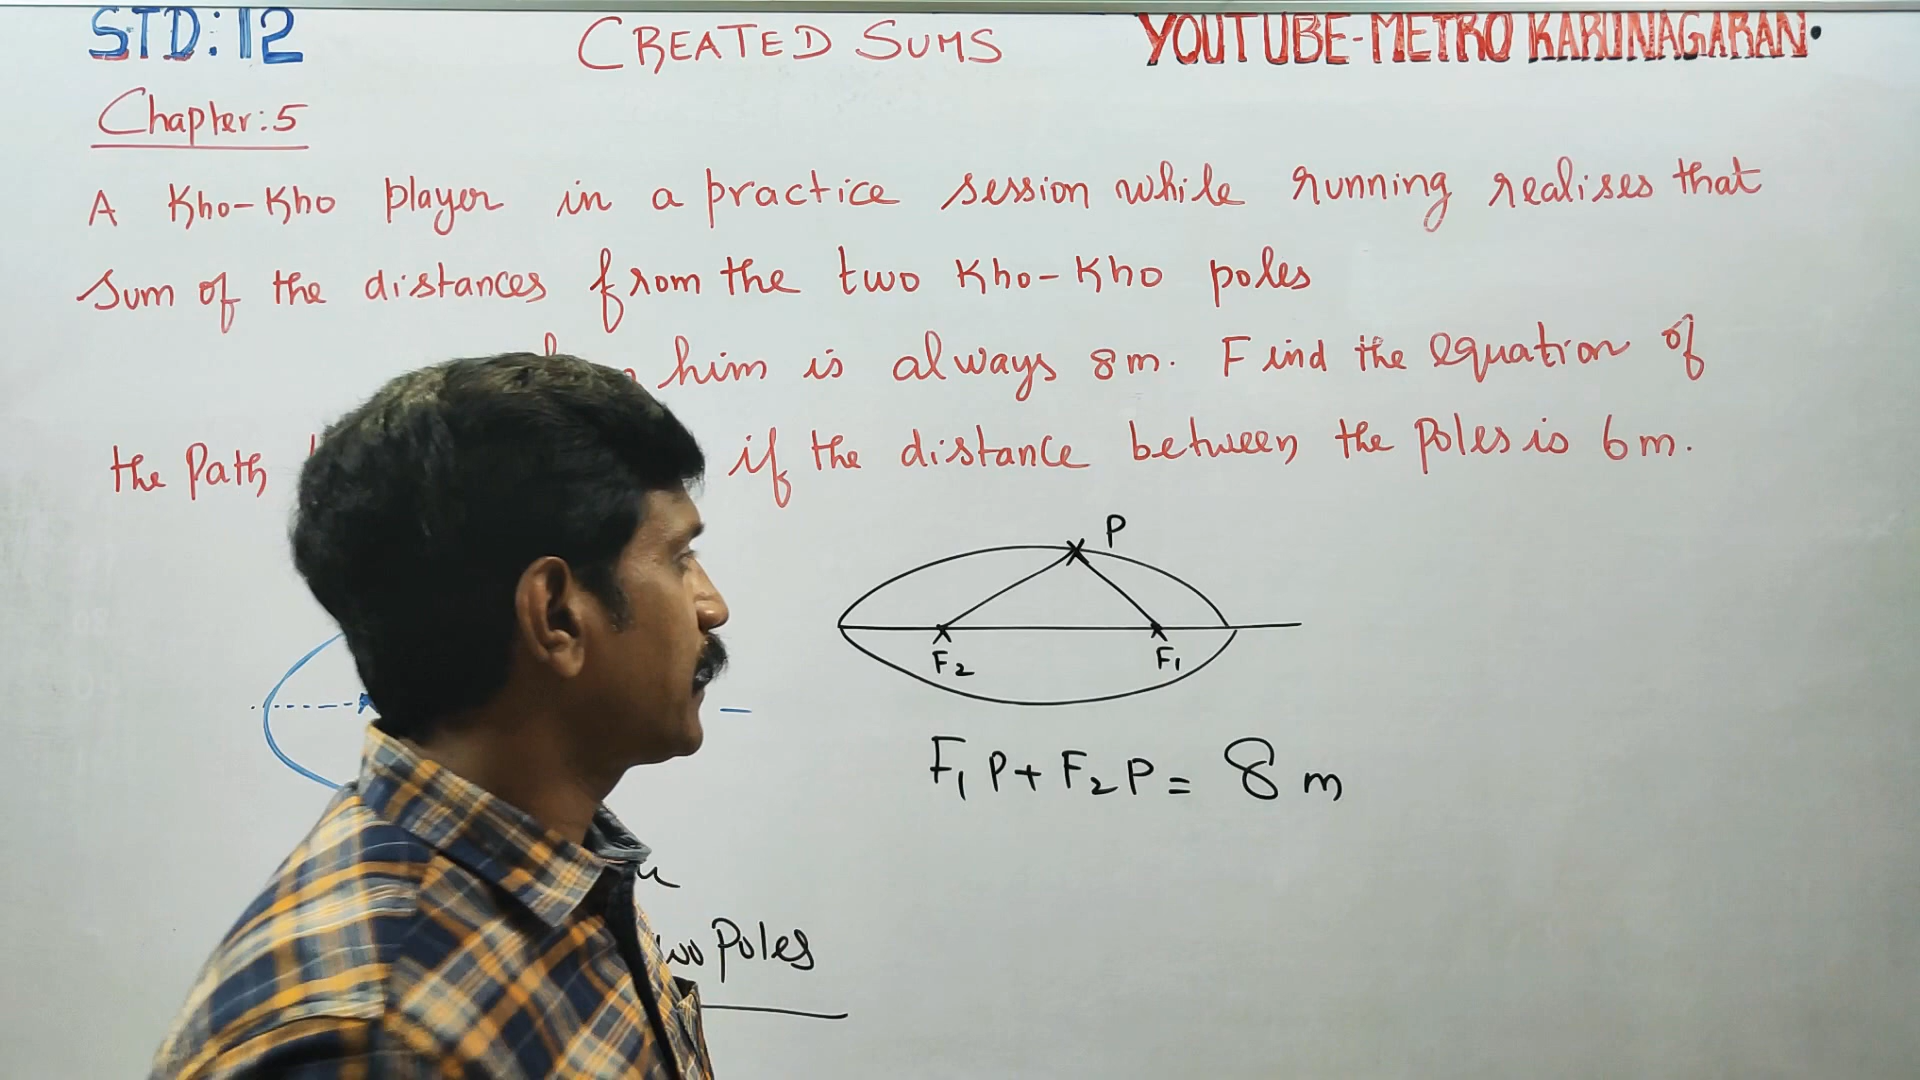 STD: 12
CREATED SUMS
YOUTUBE-METRO KARUNAGARAN.
Chapter: 5
A Kho-Kho player in a practice session while running realises that
sum of the distances from the two Kho-Kho poles
him is always 8m. Find the equation of
the Path if the distance between the Poles is 6m.
P
F2 F1
F1P + F2P = 8 m
Poles